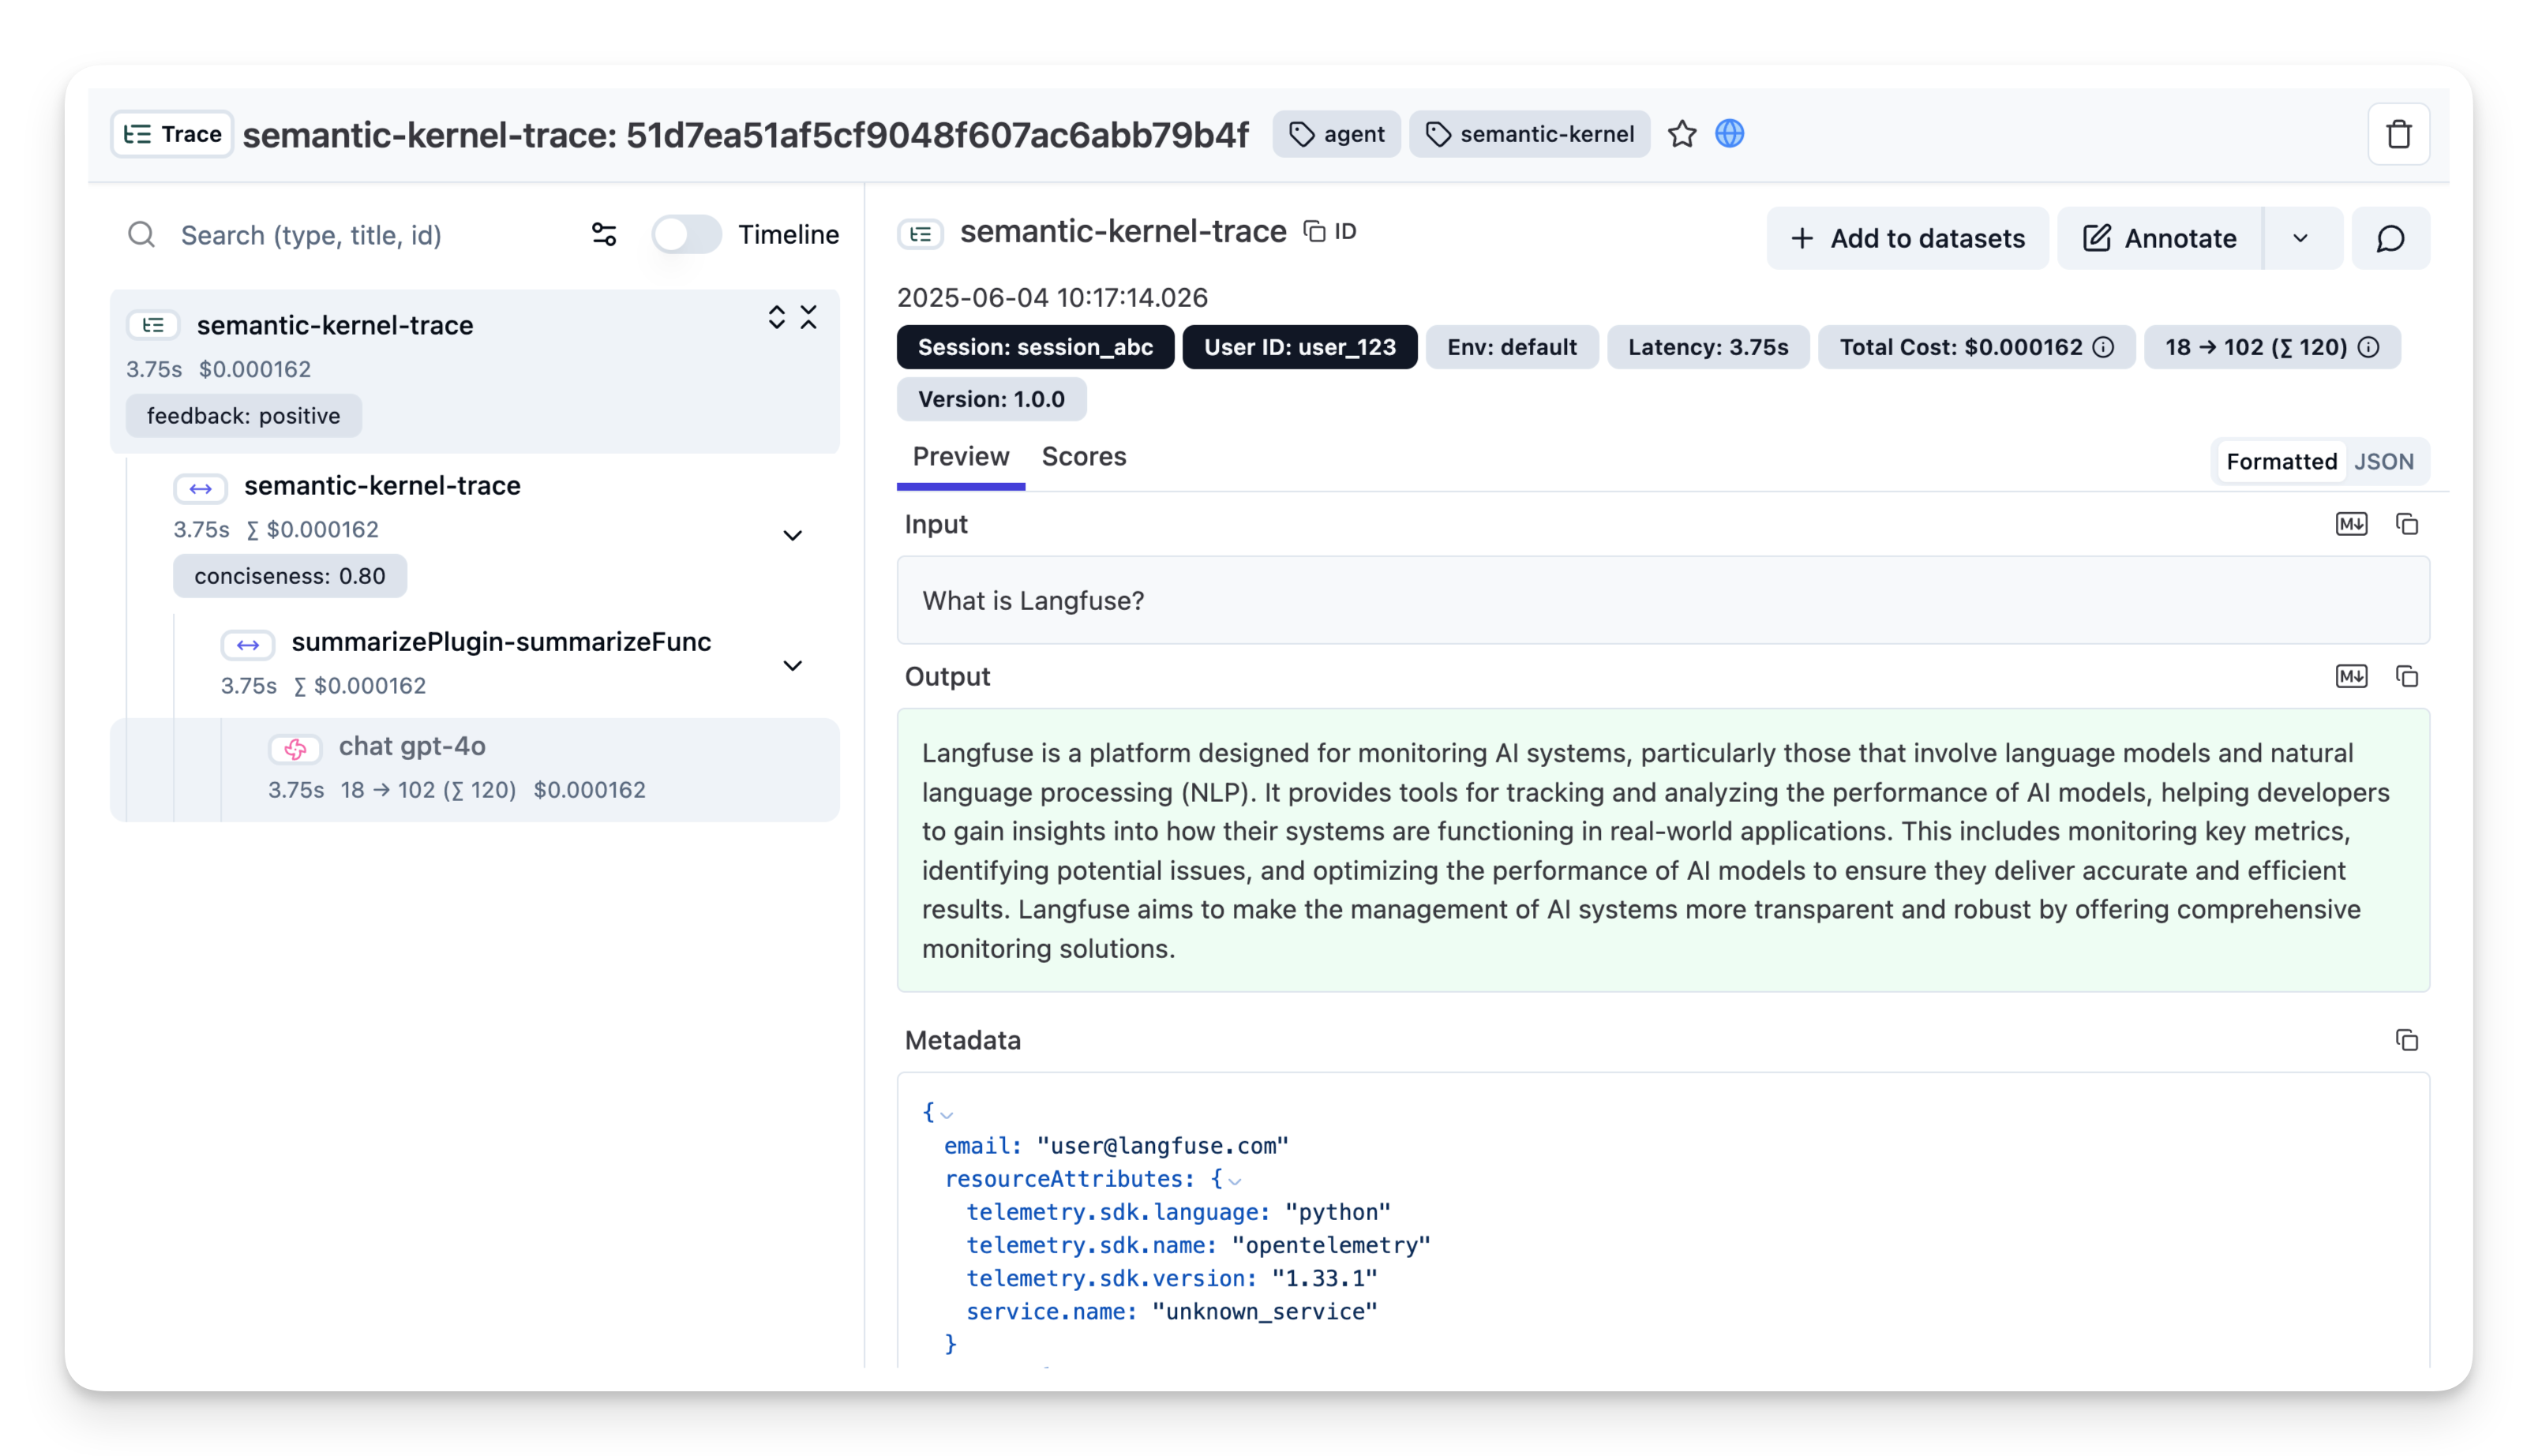 Trace semantic-kernel-trace: 51d7ea51af5cf9048f607ac6abb79b4f agent semantic-kernel
Search (type, title, id) Timeline
semantic-kernel-trace
3.75s $0.000162
feedback: positive
semantic-kernel-trace
3.75s ∑ $0.000162
conciseness: 0.80
summarizePlugin-summarizeFunc
3.75s ∑ $0.000162
chat gpt-4o
3.75s 18 → 102 (∑ 120) $0.000162
semantic-kernel-trace ID
Add to datasets Annotate
2025-06-04 10:17:14.026
Session: session_abc User ID: user_123 Env: default Latency: 3.75s Total Cost: $0.000162 18 → 102 (∑ 120)
Version: 1.0.0
Preview Scores Formatted JSON
Input M↓
What is Langfuse?
Output M↓
Langfuse is a platform designed for monitoring AI systems, particularly those that involve language models and natural
language processing (NLP). It provides tools for tracking and analyzing the performance of AI models, helping developers
to gain insights into how their systems are functioning in real-world applications. This includes monitoring key metrics,
identifying potential issues, and optimizing the performance of AI models to ensure they deliver accurate and efficient
results. Langfuse aims to make the management of AI systems more transparent and robust by offering comprehensive
monitoring solutions.
Metadata
{
email: "user@langfuse.com"
resourceAttributes: {
telemetry.sdk.language: "python"
telemetry.sdk.name: "opentelemetry"
telemetry.sdk.version: "1.33.1"
service.name: "unknown_service"
}